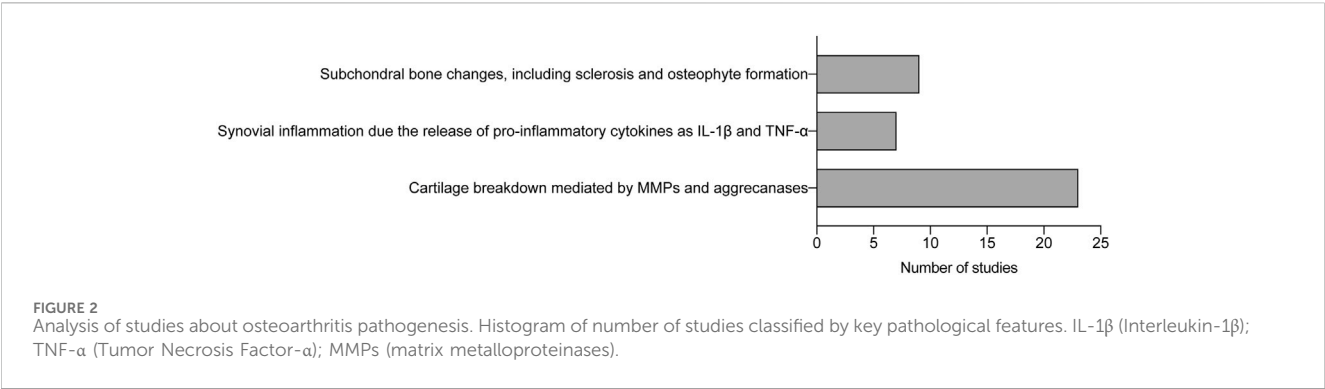 Subchondral bone changes, including sclerosis and osteophyte formation
Synovial inflammation due the release of pro-inflammatory cytokines as IL-1β and TNF-α
Cartilage breakdown mediated by MMPs and aggrecanases
0 5 10 15 20 25
Number of studies
FIGURE 2
Analysis of studies about osteoarthritis pathogenesis. Histogram of number of studies classified by key pathological features. IL-1β (Interleukin-1β);
TNF-α (Tumor Necrosis Factor-α); MMPs (matrix metalloproteinases).